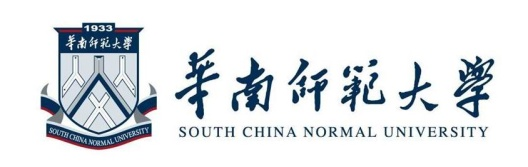 1933
華南師範大學
SOUTH CHINA NORMAL UNIVERSITY
華南師範大學
SOUTH CHINA NORMAL UNIVERSITY